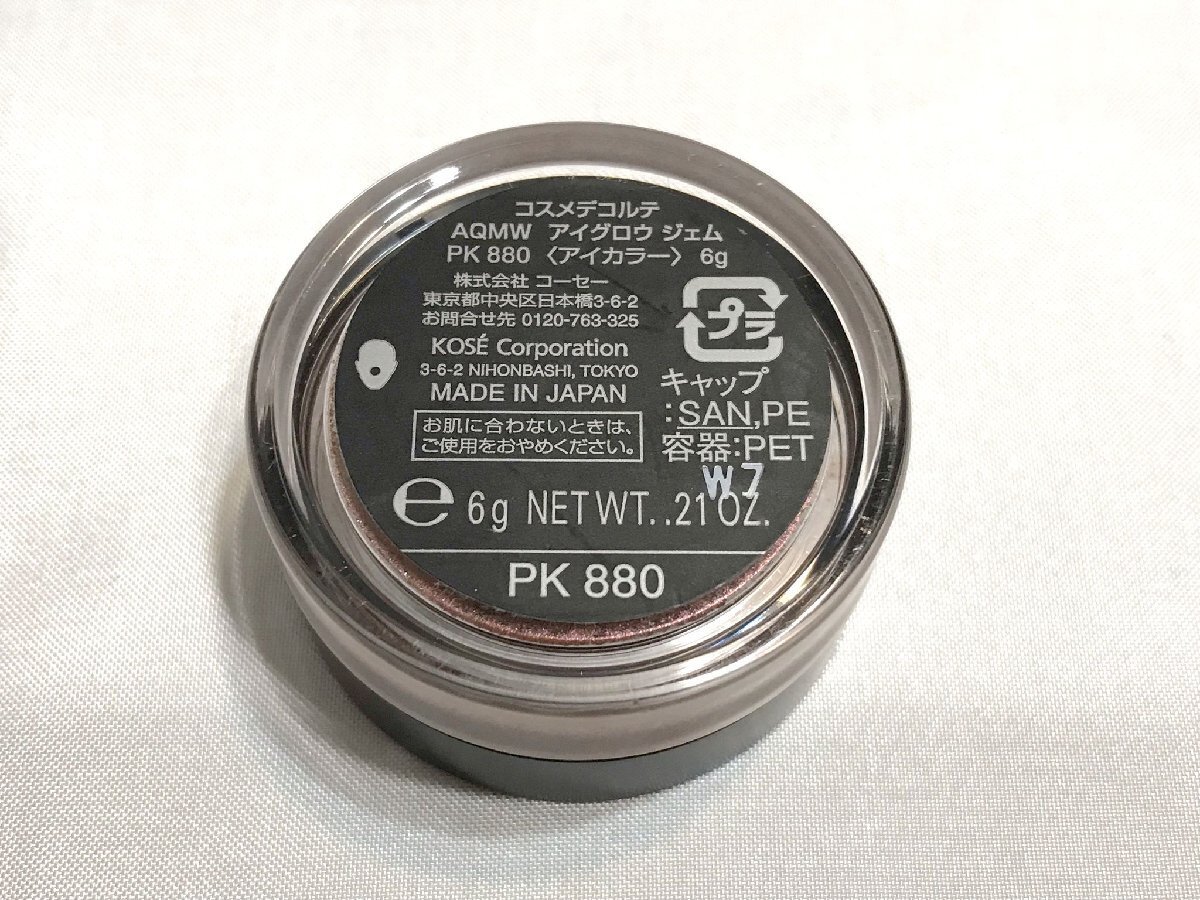 コスメデコルテ
AQMW アイグロウ ジェム
PK 880 〈アイカラー〉 6g
株式会社 コーセー
東京都中央区日本橋3-6-2
お問合せ先 0120-763-325
KOSÉ Corporation
3-6-2 NIHONBASHI, TOKYO
MADE IN JAPAN
お肌に合わないときは、
ご使用をおやめください。
プラ
キャップ
:SAN,PE
容器:PET
W7
℮ 6g NET WT. .21 OZ.
PK 880